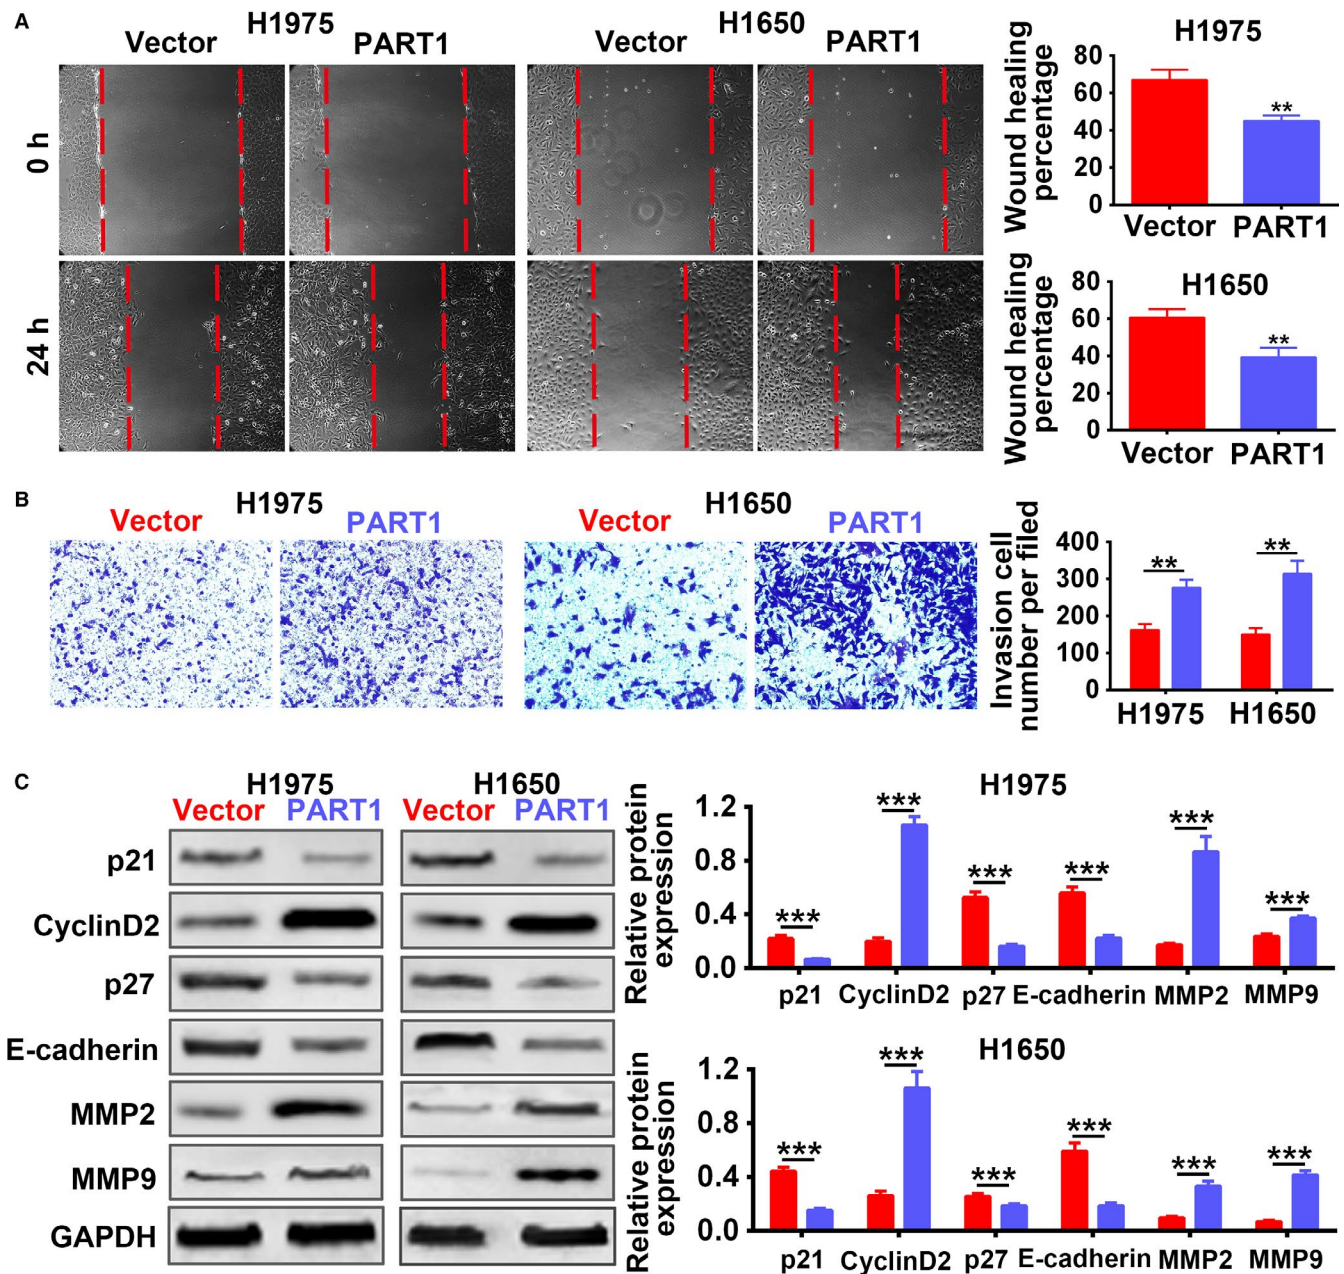 A
H1975
H1650
Vector
PART1
Vector
PART1
0 h
24 h
H1975
Wound healing
percentage
80
60
40
20
0
**
Vector
PART1
H1650
Wound healing
percentage
80
60
40
20
0
**
Vector
PART1
B
H1975
H1650
Vector
PART1
Vector
PART1
Invasion cell
number per filed
400
300
200
100
0
**
**
H1975
H1650
C
H1975
H1650
Vector
PART1
Vector
PART1
p21
CyclinD2
p27
E-cadherin
MMP2
MMP9
GAPDH
H1975
Relative protein
expression
1.2
0.8
0.4
0.0
***
***
***
***
***
***
p21
CyclinD2
p27
E-cadherin
MMP2
MMP9
H1650
Relative protein
expression
1.2
0.8
0.4
0.0
***
***
***
***
***
***
p21
CyclinD2
p27
E-cadherin
MMP2
MMP9